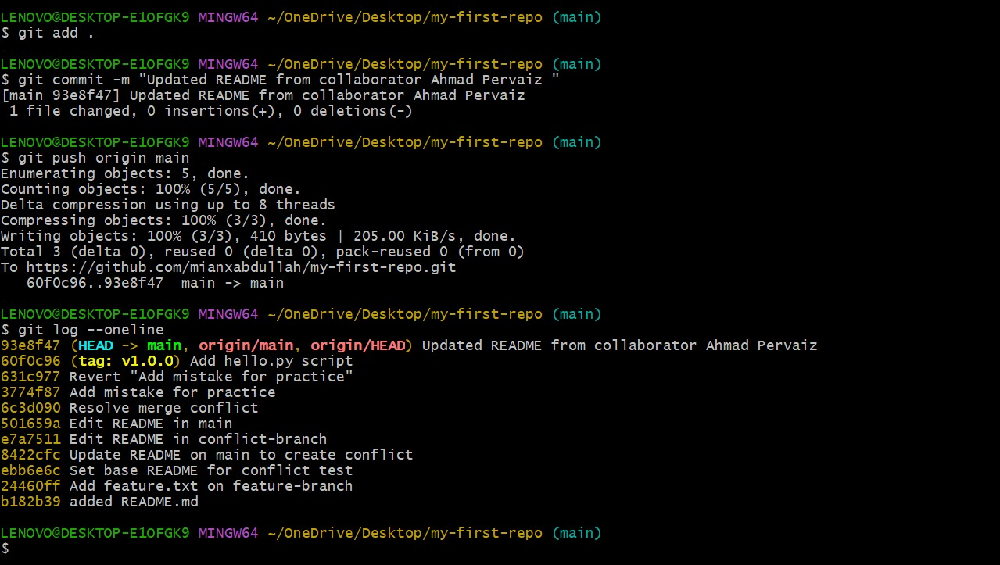 LENOVO@DESKTOP-E1OFGK9 MINGW64 ~/OneDrive/Desktop/my-first-repo (main)
$ git add .
LENOVO@DESKTOP-E1OFGK9 MINGW64 ~/OneDrive/Desktop/my-first-repo (main)
$ git commit -m "Updated README from collaborator Ahmad Pervaiz "
[main 93e8f47] Updated README from collaborator Ahmad Pervaiz
 1 file changed, 0 insertions(+), 0 deletions(-)
LENOVO@DESKTOP-E1OFGK9 MINGW64 ~/OneDrive/Desktop/my-first-repo (main)
$ git push origin main
Enumerating objects: 5, done.
Counting objects: 100% (5/5), done.
Delta compression using up to 8 threads
Compressing objects: 100% (3/3), done.
Writing objects: 100% (3/3), 410 bytes | 205.00 KiB/s, done.
Total 3 (delta 0), reused 0 (delta 0), pack-reused 0 (from 0)
To https://github.com/mianxabdullah/my-first-repo.git
   60f0c96..93e8f47  main -> main
LENOVO@DESKTOP-E1OFGK9 MINGW64 ~/OneDrive/Desktop/my-first-repo (main)
$ git log --oneline
93e8f47 (HEAD -> main, origin/main, origin/HEAD) Updated README from collaborator Ahmad Pervaiz
60f0c96 (tag: v1.0.0) Add hello.py script
631c977 Revert "Add mistake for practice"
3774f87 Add mistake for practice
6c3d090 Resolve merge conflict
501659a Edit README in main
e7a7511 Edit README in conflict-branch
8422cfc Update README on main to create conflict
ebb6e6c Set base README for conflict test
24460ff Add feature.txt on feature-branch
b182b39 added README.md
LENOVO@DESKTOP-E1OFGK9 MINGW64 ~/OneDrive/Desktop/my-first-repo (main)
$